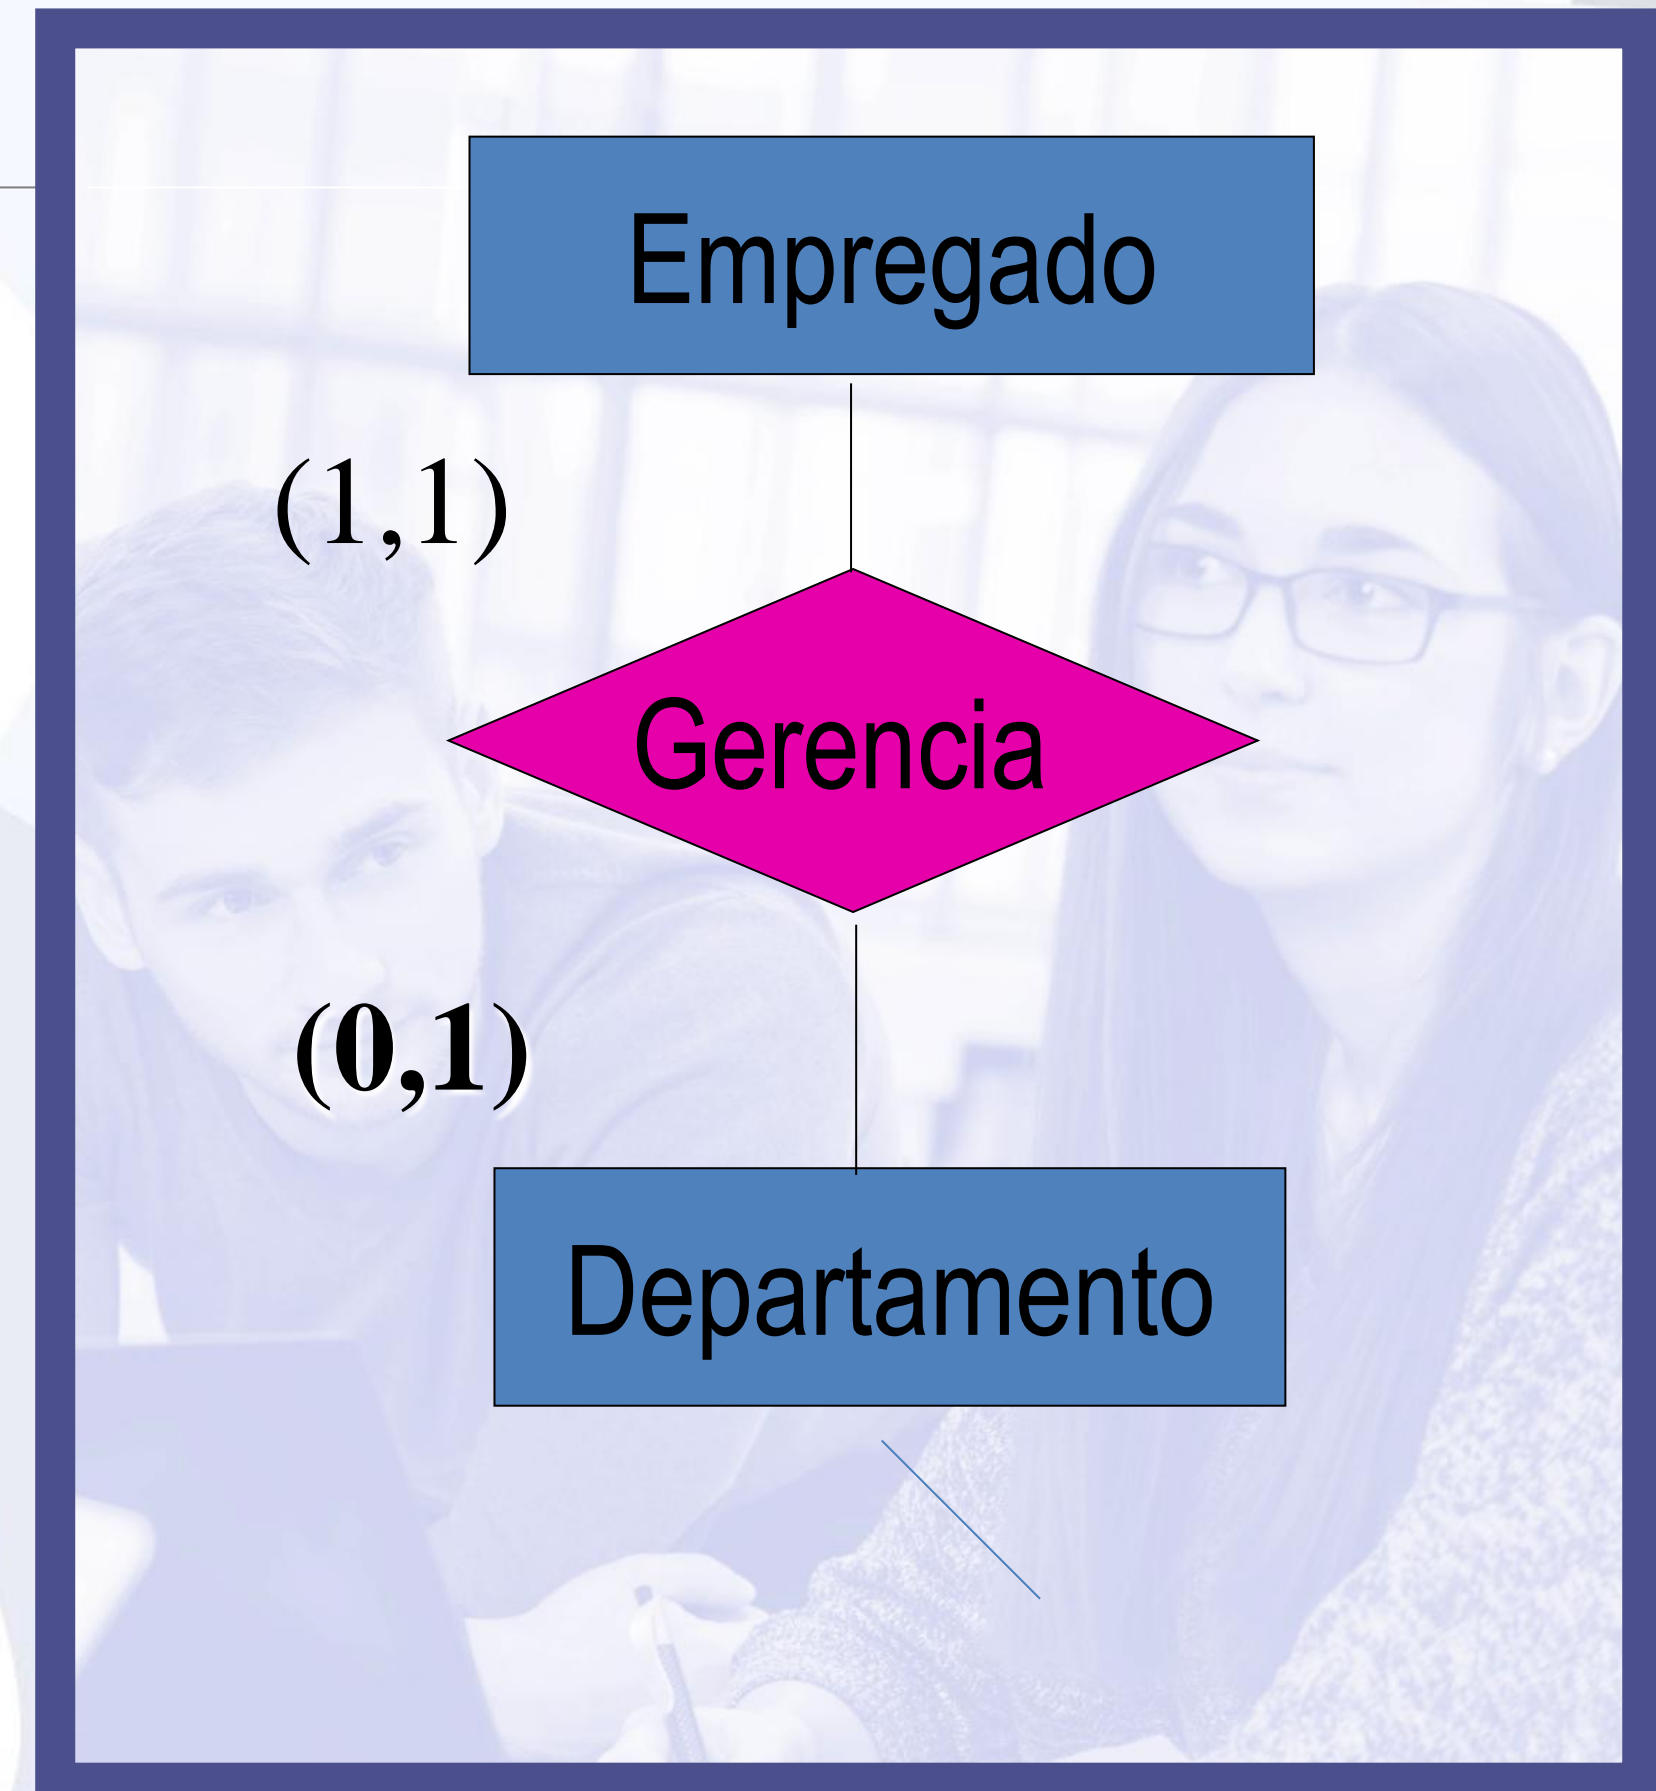 Empregado
(1,1)
Gerencia
(0,1)
Departamento